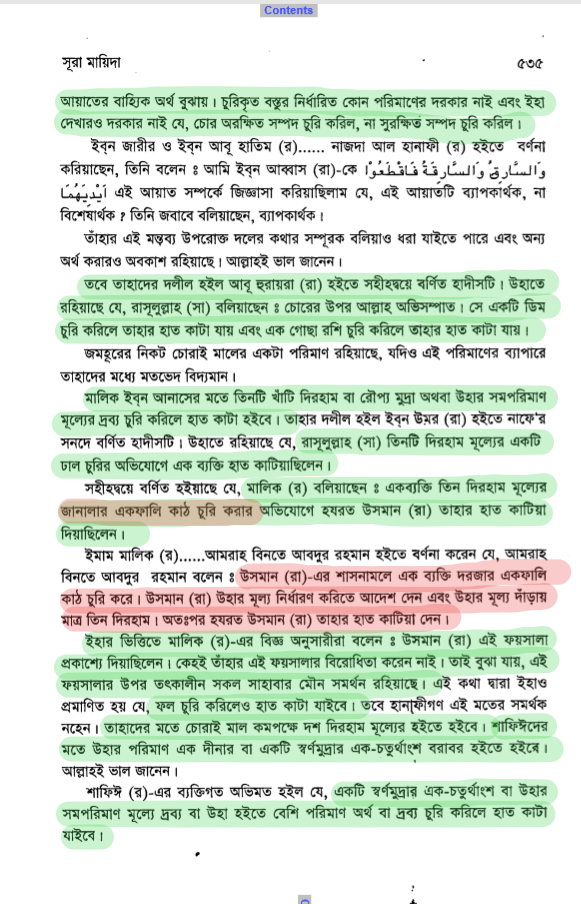 Contents
সূরা মায়িদা ৫৩৫
আয়াতের বাহ্যিক অর্থ বুঝায়। চুরিকৃত বস্তুর নির্ধারিত কোন পরিমাণের দরকার নাই এবং ইহা
দেখারও দরকার নাই যে, চোর অরক্ষিত সম্পদ চুরি করিল, না সুরক্ষিত সম্পদ চুরি করিল।
ইব্‌ন জারীর ও ইব্‌ন আবূ হাতিম (র)...... নাজদা আল হানাফী (র) হইতে বর্ণনা
করিয়াছেন, তিনি বলেন : আমি ইব্‌ন আব্বাস (রা)-কে وَالسَّارِقُ وَالسَّارِقَةُ فَاقْطَعُوْا
اَيْدِيَهُمَا এই আয়াত সম্পর্কে জিজ্ঞাসা করিয়াছিলাম যে, এই আয়াতটি ব্যাপকার্থক, না
বিশেষার্থক ? তিনি জবাবে বলিয়াছেন, ব্যাপকার্থক।
তাঁহার এই মন্তব্য উপরোক্ত দলের কথার সম্পূরক বলিয়াও ধরা যাইতে পারে এবং অন্য
অর্থ করারও অবকাশ রহিয়াছে। আল্লাহই ভাল জানেন।
তবে তাহাদের দলীল হইল আবূ হুরায়রা (রা) হইতে সহীহদ্বয়ে বর্ণিত হাদীসটি। উহাতে
রহিয়াছে যে, রাসূলুল্লাহ্ (সা) বলিয়াছেন : চোরের উপর আল্লাহ্ অভিসম্পাত। সে একটি ডিম
চুরি করিলে তাহার হাত কাটা যায় এবং এক গোছা রশি চুরি করিলে তাহার হাত কাটা যায়।
জমহূরের নিকট চোরাই মালের একটা পরিমাণ রহিয়াছে, যদিও এই পরিমাণের ব্যাপারে
তাহাদের মধ্যে মতভেদ বিদ্যমান।
মালিক ইব্‌ন আনাসের মতে তিনটি খাঁটি দিরহাম বা রৌপ্য মুদ্রা অথবা উহার সমপরিমাণ
মূল্যের দ্রব্য চুরি করিলে হাত কাটা হইবে। তাহার দলীল হইল ইব্‌ন উমর (রা) হইতে নাফে'র
সনদে বর্ণিত হাদীসটি। উহাতে রহিয়াছে যে, রাসূলুল্লাহ্ (সা) তিনটি দিরহাম মূল্যের একটি
ঢাল চুরির অভিযোগে এক ব্যক্তি হাত কাটিয়াছিলেন।
সহীহদ্বয়ে বর্ণিত হইয়াছে যে, মালিক (র) বলিয়াছেন : একব্যক্তি তিন দিরহাম মূল্যের
জানালার একফালি কাঠ চুরি করার অভিযোগে হযরত উসমান (রা) তাহার হাত কাটিয়া
দিয়াছিলেন।
ইমাম মালিক (র)......আমরাহ বিনতে আবদুর রহমান হইতে বর্ণনা করেন যে, আমরাহ
বিনতে আবদুর রহমান বলেন : উসমান (রা)-এর শাসনামলে এক ব্যক্তি দরজার একফালি
কাঠ চুরি করে। উসমান (রা) উহার মূল্য নির্ধারণ করিতে আদেশ দেন এবং উহার মূল্য দাঁড়ায়
মাত্র তিন দিরহাম। অতঃপর হযরত উসমান (রা) তাহার হাত কাটিয়া দেন।
ইহার ভিত্তিতে মালিক (র)-এর বিজ্ঞ অনুসারীরা বলেন : উসমান (রা) এই ফয়সালা
প্রকাশ্যে দিয়াছিলেন। কেহই তাঁহার এই ফয়সালার বিরোধিতা করেন নাই। তাই বুঝা যায়, এই
ফয়সালার উপর তৎকালীন সকল সাহাবার মৌন সমর্থন রহিয়াছে। এই কথা দ্বারা ইহাও
প্রমাণিত হয় যে, ফল চুরি করিলেও হাত কাটা যাইবে। তবে হানাফীগণ এই মতের সমর্থক
নহেন। তাহাদের মতে চোরাই মাল কমপক্ষে দশ দিরহাম মূল্যের হইতে হইবে। শাফিঈদের
মতে উহার পরিমাণ এক দীনার বা একটি স্বর্ণমুদ্রার এক-চতুর্থাংশ বরাবর হইতে হইবে।
আল্লাহই ভাল জানেন।
শাফিঈ (র)-এর ব্যক্তিগত অভিমত হইল যে, একটি স্বর্ণমুদ্রার এক-চতুর্থাংশ বা উহার
সমপরিমাণ মূল্যে দ্রব্য বা উহা হইতে বেশি পরিমাণ অর্থ বা দ্রব্য চুরি করিলে হাত কাটা
যাইবে।